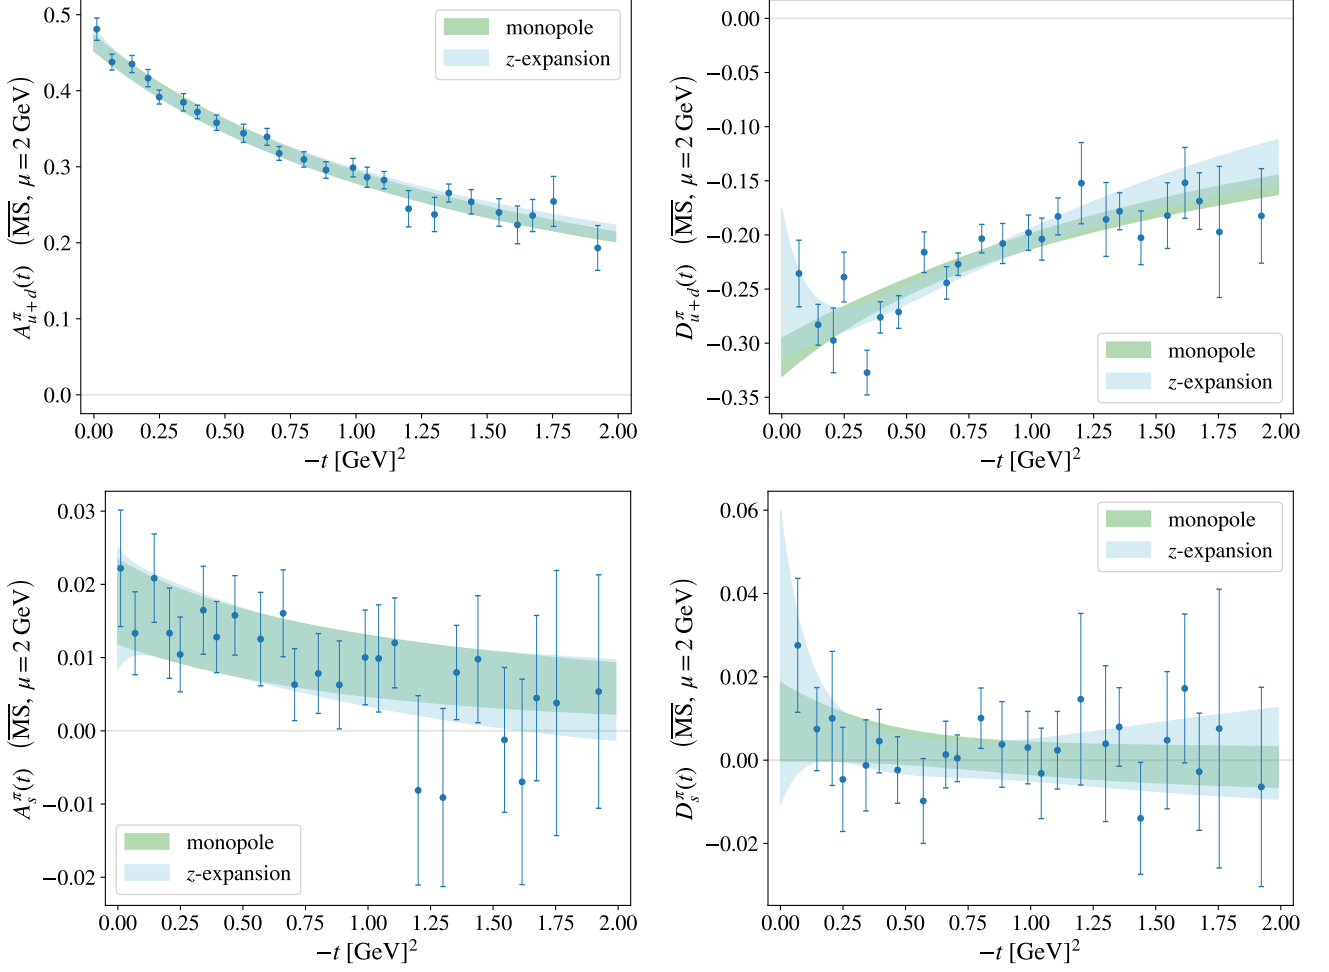 0.5
0.4
0.3
0.2
0.1
0.0
A^π_{u+d}(t) (\overline{MS}, μ = 2 GeV)
monopole
z-expansion
0.00 0.25 0.50 0.75 1.00 1.25 1.50 1.75 2.00
−t [GeV]²
0.00
−0.05
−0.10
−0.15
−0.20
−0.25
−0.30
−0.35
D^π_{u+d}(t) (\overline{MS}, μ = 2 GeV)
monopole
z-expansion
0.00 0.25 0.50 0.75 1.00 1.25 1.50 1.75 2.00
−t [GeV]²
0.03
0.02
0.01
0.00
−0.01
−0.02
A^π_s(t) (\overline{MS}, μ = 2 GeV)
monopole
z-expansion
0.00 0.25 0.50 0.75 1.00 1.25 1.50 1.75 2.00
−t [GeV]²
0.06
0.04
0.02
0.00
−0.02
D^π_s(t) (\overline{MS}, μ = 2 GeV)
monopole
z-expansion
0.00 0.25 0.50 0.75 1.00 1.25 1.50 1.75 2.00
−t [GeV]²